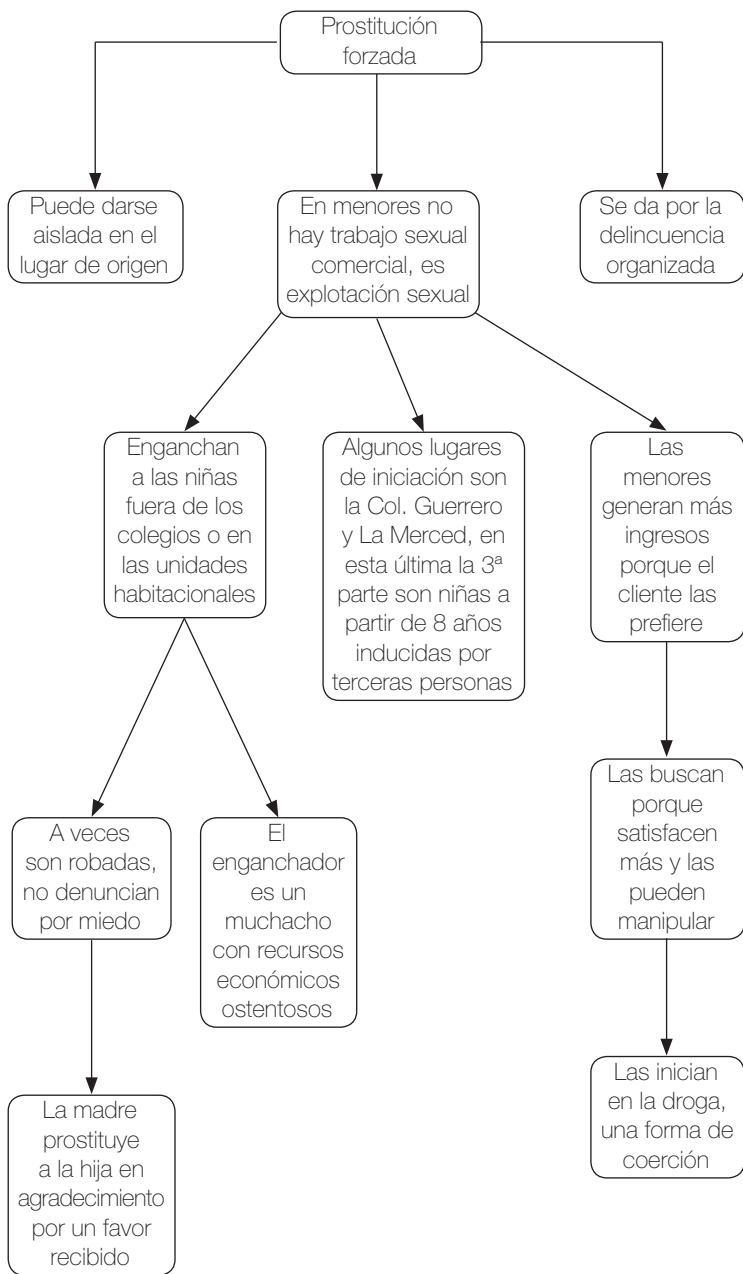 Prostitución
forzada
Puede darse
aislada en el
lugar de origen
En menores no
hay trabajo sexual
comercial, es
explotación sexual
Se da por la
delincuencia
organizada
Enganchan
a las niñas
fuera de los
colegios o en
las unidades
habitacionales
Algunos lugares
de iniciación son
la Col. Guerrero
y La Merced, en
esta última la 3ª
parte son niñas a
partir de 8 años
inducidas por
terceras personas
Las
menores
generan más
ingresos
porque el
cliente las
prefiere
A veces
son robadas,
no denuncian
por miedo
El
enganchador
es un
muchacho
con recursos
económicos
ostentosos
Las buscan
porque
satisfacen
más y las
pueden
manipular
La madre
prostituye
a la hija en
agradecimiento
por un favor
recibido
Las inician
en la droga,
una forma de
coerción